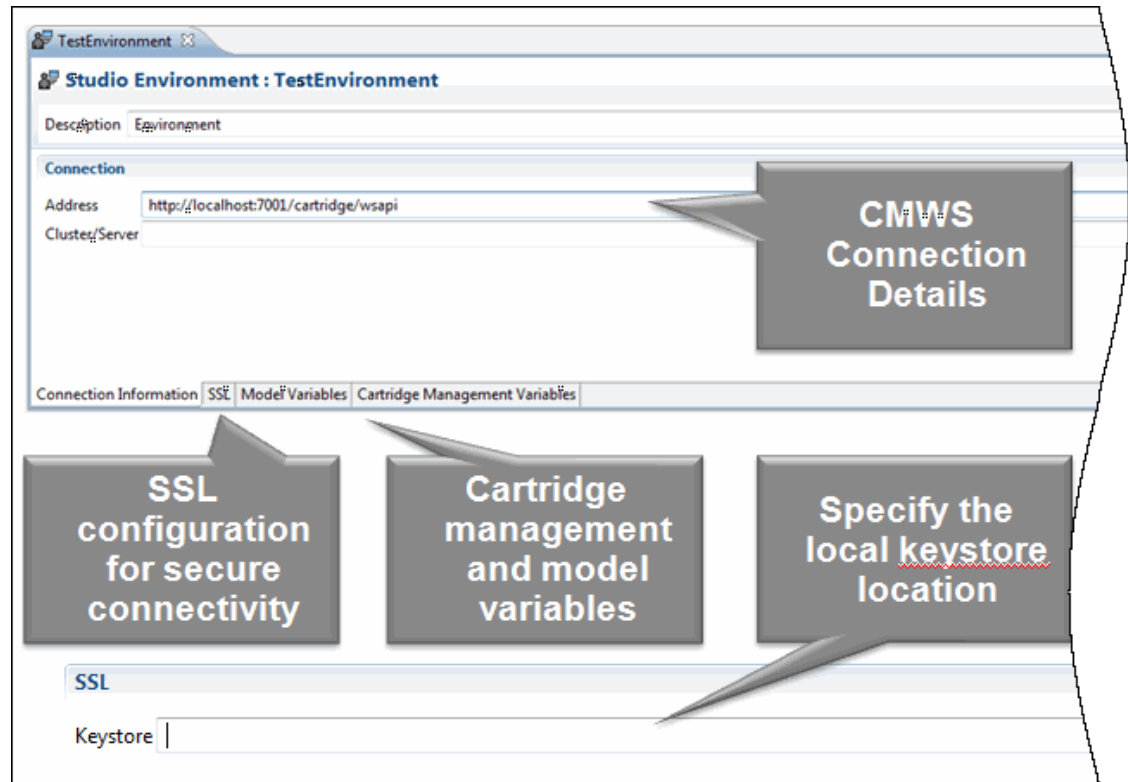 TestEnvironment
Studio Environment : TestEnvironment
Description Environment
Connection
Address http://localhost:7001/cartridge/wsapi
Cluster/Server
CMWS
Connection
Details
Connection Information SSL Model Variables Cartridge Management Variables
SSL
configuration
for secure
connectivity
Cartridge
management
and model
variables
Specify the
local keystore
location
SSL
Keystore